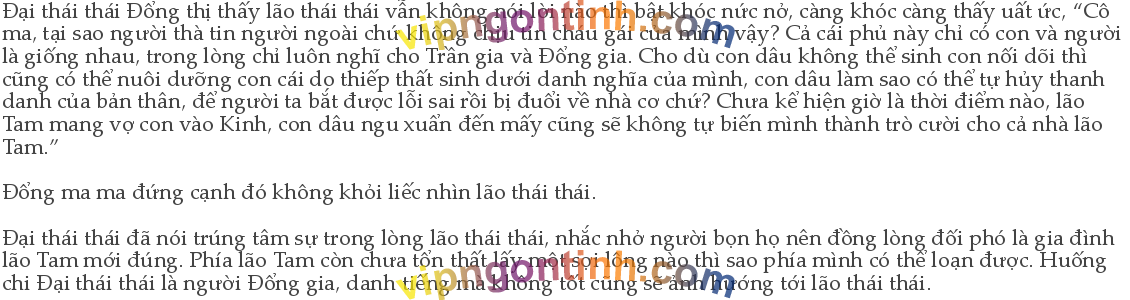 Đại thái thái Đổng thị thấy lão thái thái vẫn không nói lời nào thì bật khóc nức nở, càng khóc càng thấy uất ức, “Cô
ma, tại sao người thà tin người ngoài chứ không chịu tin cháu gái của mình vậy? Cả cái phủ này chỉ có con và người
là giống nhau, trong lòng chỉ luôn nghĩ cho Trần gia và Đổng gia. Cho dù con dâu không thể sinh con nối dõi thì
cũng có thể nuôi dưỡng con cái do thiếp thất sinh dưới danh nghĩa của mình, con dâu làm sao có thể tự hủy thanh
danh của bản thân, để người ta bắt được lỗi sai rồi bị đuổi về nhà cơ chứ? Chưa kể hiện giờ là thời điểm nào, lão
Tam mang vợ con vào Kinh, con dâu ngu xuẩn đến mấy cũng sẽ không tự biến mình thành trò cười cho cả nhà lão
Tam.”
Đổng ma ma đứng cạnh đó không khỏi liếc nhìn lão thái thái.
Đại thái thái đã nói trúng tâm sự trong lòng lão thái thái, nhắc nhở người bọn họ nên đồng lòng đối phó là gia đình
lão Tam mới đúng. Phía lão Tam còn chưa tổn thất lấy một sợi lông nào thì sao phía mình có thể loạn được. Huống
chi Đại thái thái là người Đổng gia, danh tiếng mà không tốt cũng sẽ ảnh hưởng tới lão thái thái.
vipngontinh.com
vipngontinh.com